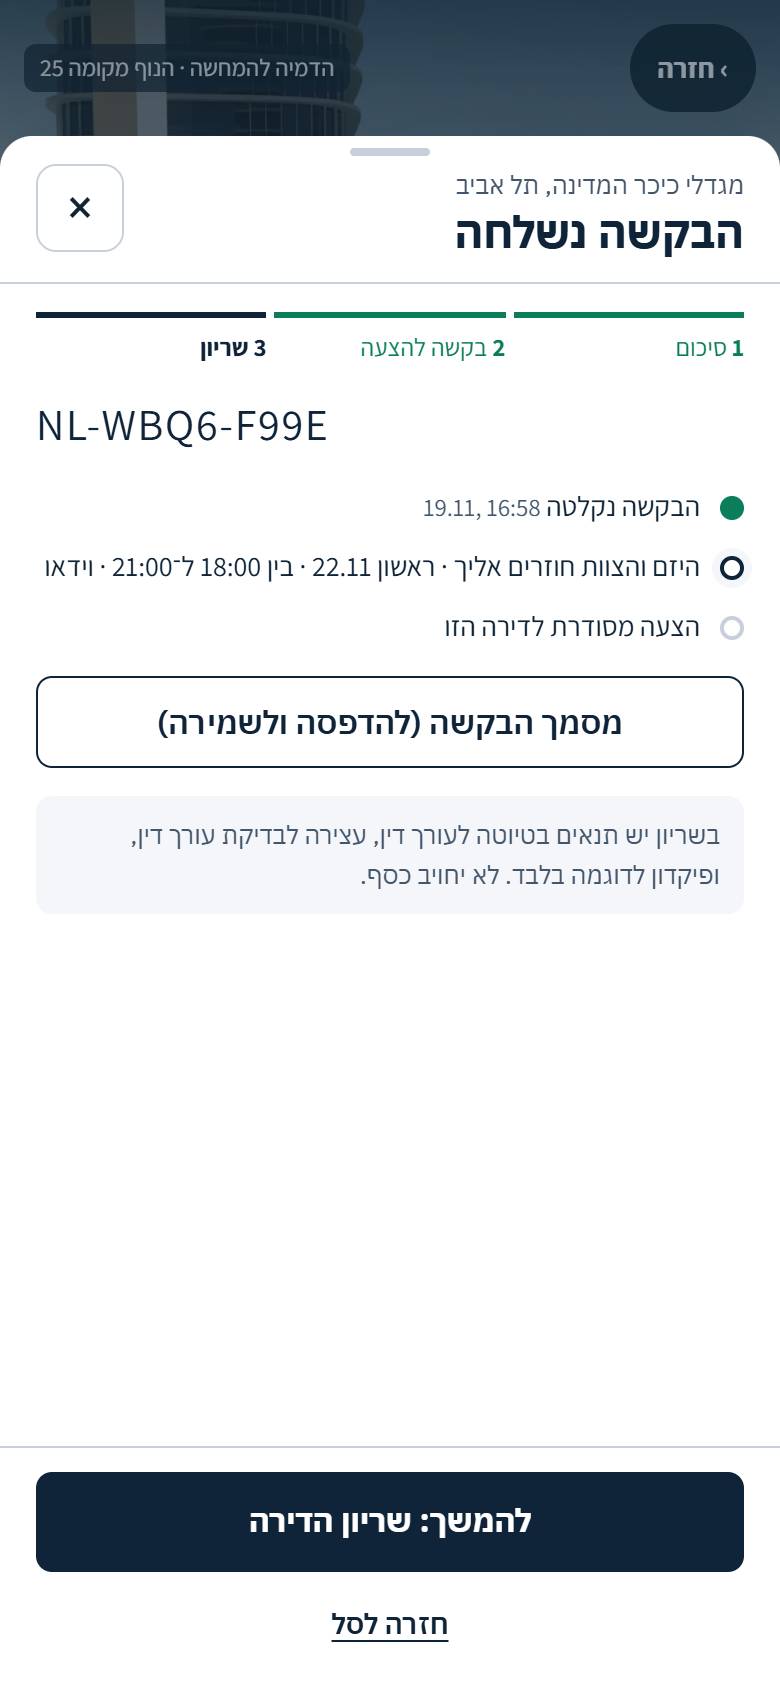 ‹ חזרה
הדמיה להמחשה · הנוף מקומה 25
מגדלי כיכר המדינה, תל אביב
הבקשה נשלחה
×
1 סיכום
2 בקשה להצעה
3 שריון
NL-WBQ6-F99E
הבקשה נקלטה 19.11, 16:58
היזם והצוות חוזרים אליך · ראשון 22.11 · בין 18:00 ל־21:00 · וידאו
הצעה מסודרת לדירה הזו
מסמך הבקשה (להדפסה ולשמירה)
בשריון יש תנאים בטיוטה לעורך דין, עצירה לבדיקת עורך דין,
ופיקדון לדוגמה בלבד. לא יחויב כסף.
להמשך: שריון הדירה
חזרה לסל